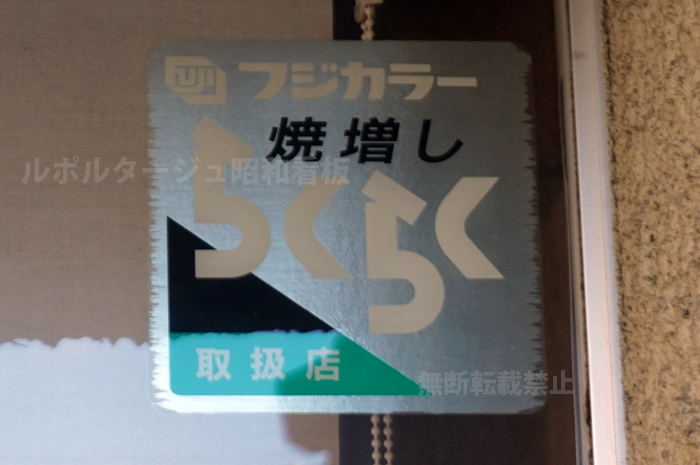 FUJI フジカラー
焼増し
ルポルタージュ昭和看板
らくらく
取扱店
無断転載禁止